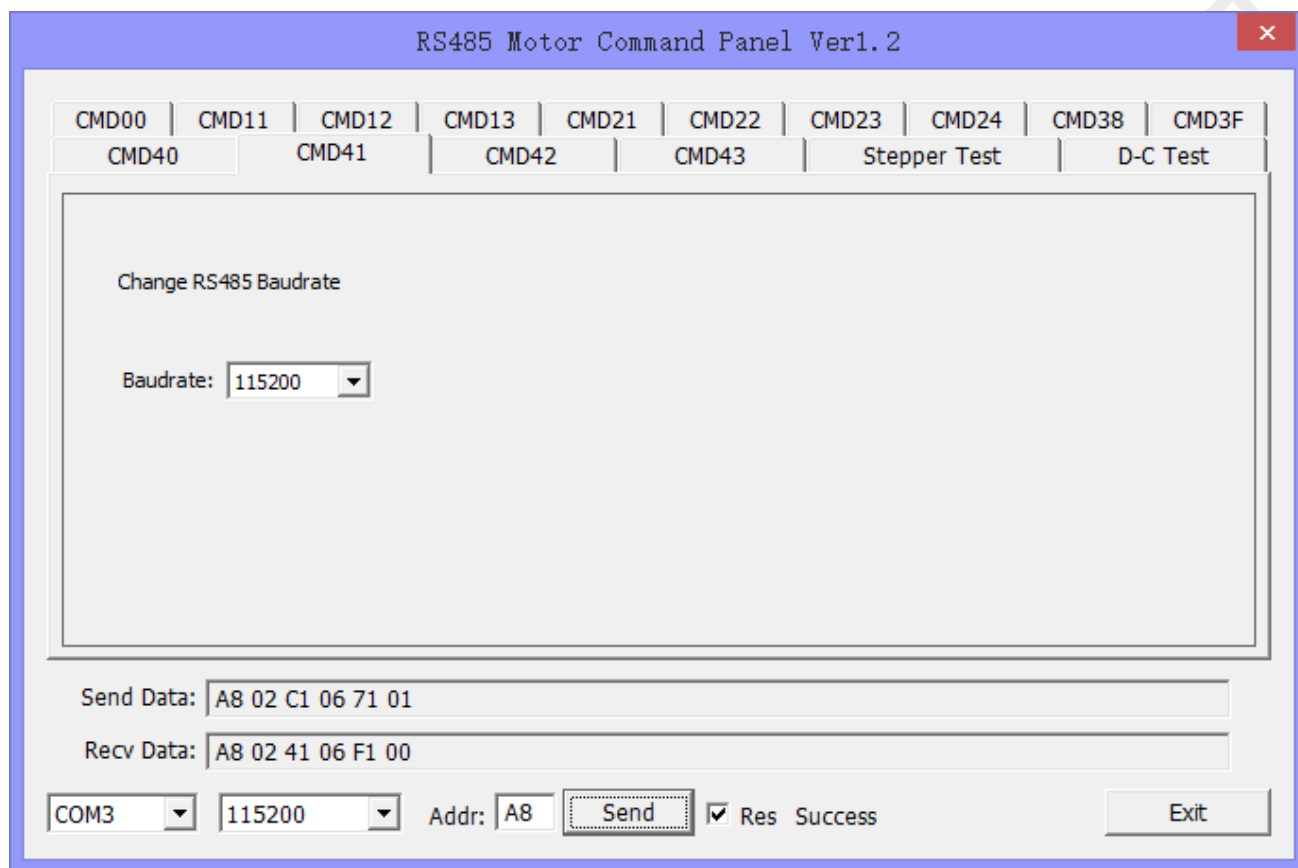 RS485 Motor Command Panel Ver1.2
CMD00 CMD11 CMD12 CMD13 CMD21 CMD22 CMD23 CMD24 CMD38 CMD3F
CMD40 CMD41 CMD42 CMD43 Stepper Test D-C Test
Change RS485 Baudrate
Baudrate: 115200
Send Data: A8 02 C1 06 71 01
Recv Data: A8 02 41 06 F1 00
COM3 115200 Addr: A8 Send Res Success Exit